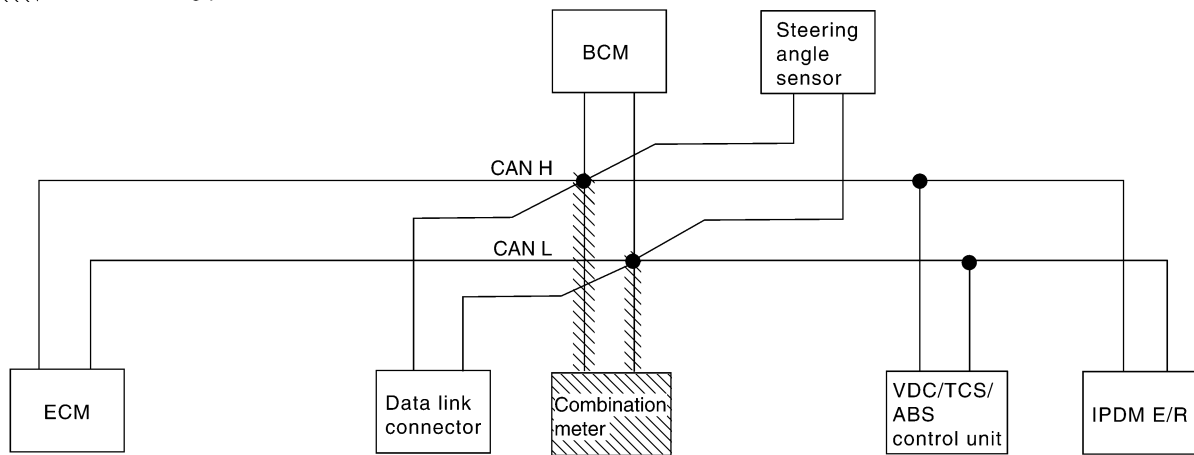 BCM
Steering
angle
sensor
CAN H
CAN L
ECM
Data link
connector
Combination
meter
VDC/TCS/
ABS
control unit
IPDM E/R